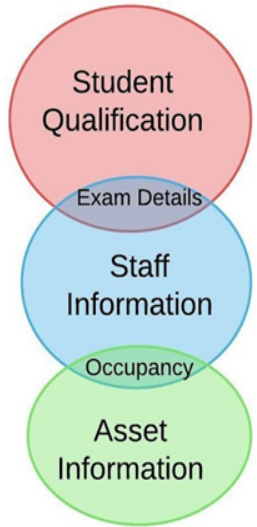 Student
Qualification
Exam Details
Staff
Information
Occupancy
Asset
Information